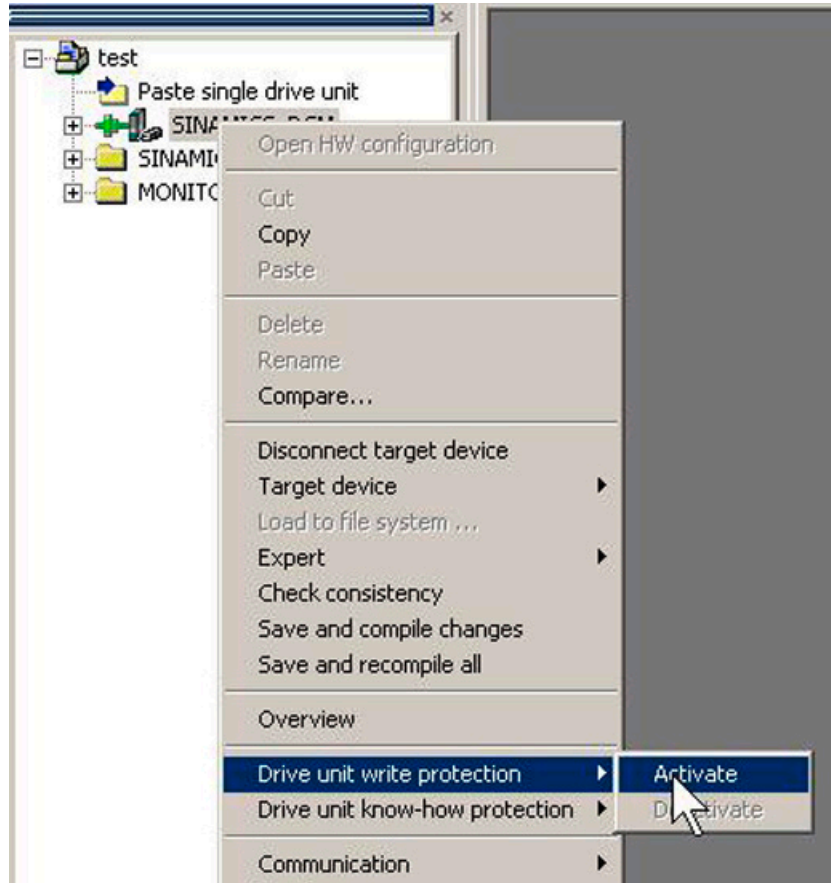 test
Paste single drive unit
Open HW configuration
Cut
Copy
Paste
Delete
Rename
Compare...
Disconnect target device
Target device
Load to file system ...
Expert
Check consistency
Save and compile changes
Save and recompile all
Overview
Drive unit write protection
Activate
Drive unit know-how protection
Communication